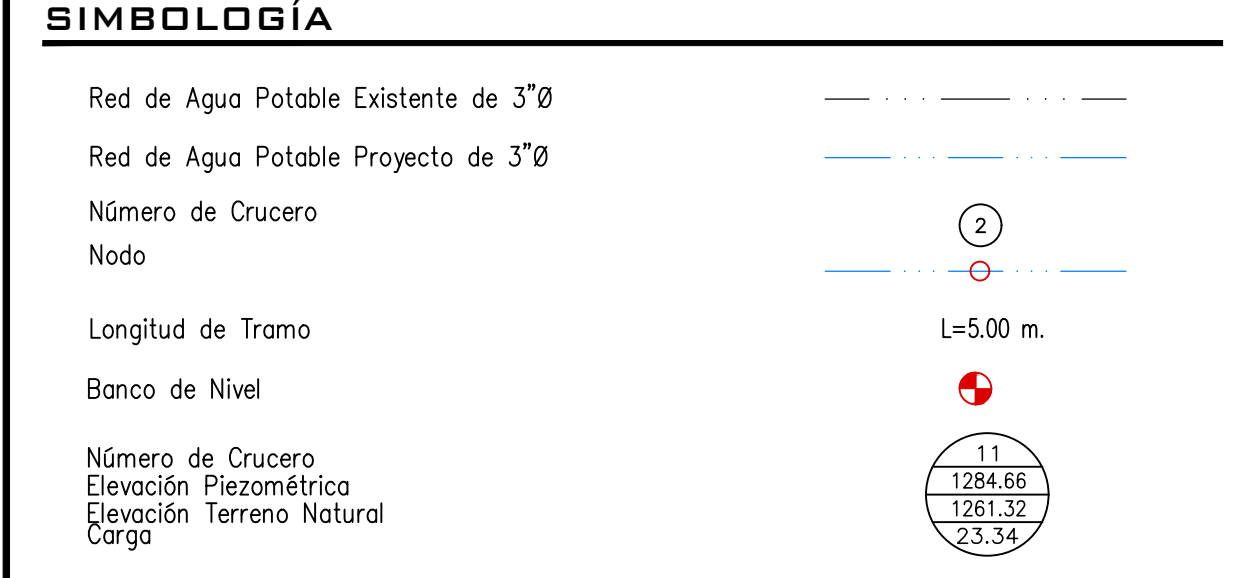 SIMBOLOGÍA
Red de Agua Potable Existente de 3"Ø
Red de Agua Potable Proyecto de 3"Ø
Número de Crucero
2
Nodo
Longitud de Tramo
L=5.00 m.
Banco de Nivel
Número de Crucero
11
Elevación Piezométrica
1284.66
Elevación Terreno Natural
1261.32
Carga
23.34